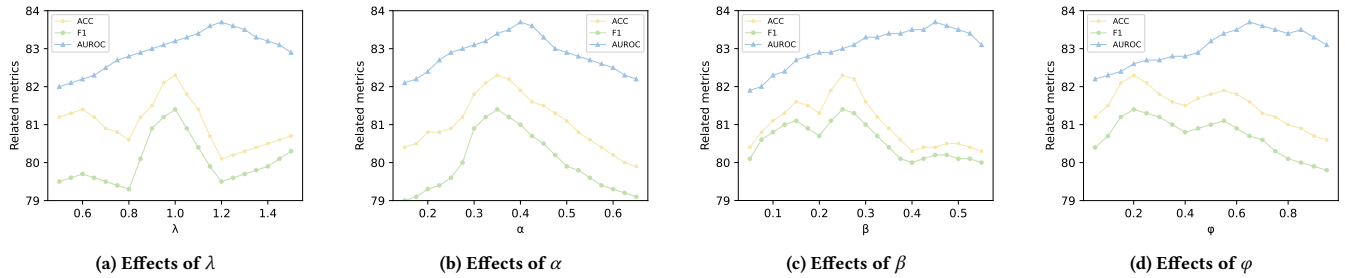 84
83
82
81
80
79
Related metrics
ACC
F1
AUROC
0.6 0.8 1.0 1.2 1.4
λ
(a) Effects of λ
84
83
82
81
80
79
Related metrics
ACC
F1
AUROC
0.2 0.3 0.4 0.5 0.6
α
(b) Effects of α
84
83
82
81
80
79
Related metrics
ACC
F1
AUROC
0.1 0.2 0.3 0.4 0.5
β
(c) Effects of β
84
83
82
81
80
79
Related metrics
ACC
F1
AUROC
0.2 0.4 0.6 0.8
φ
(d) Effects of φ